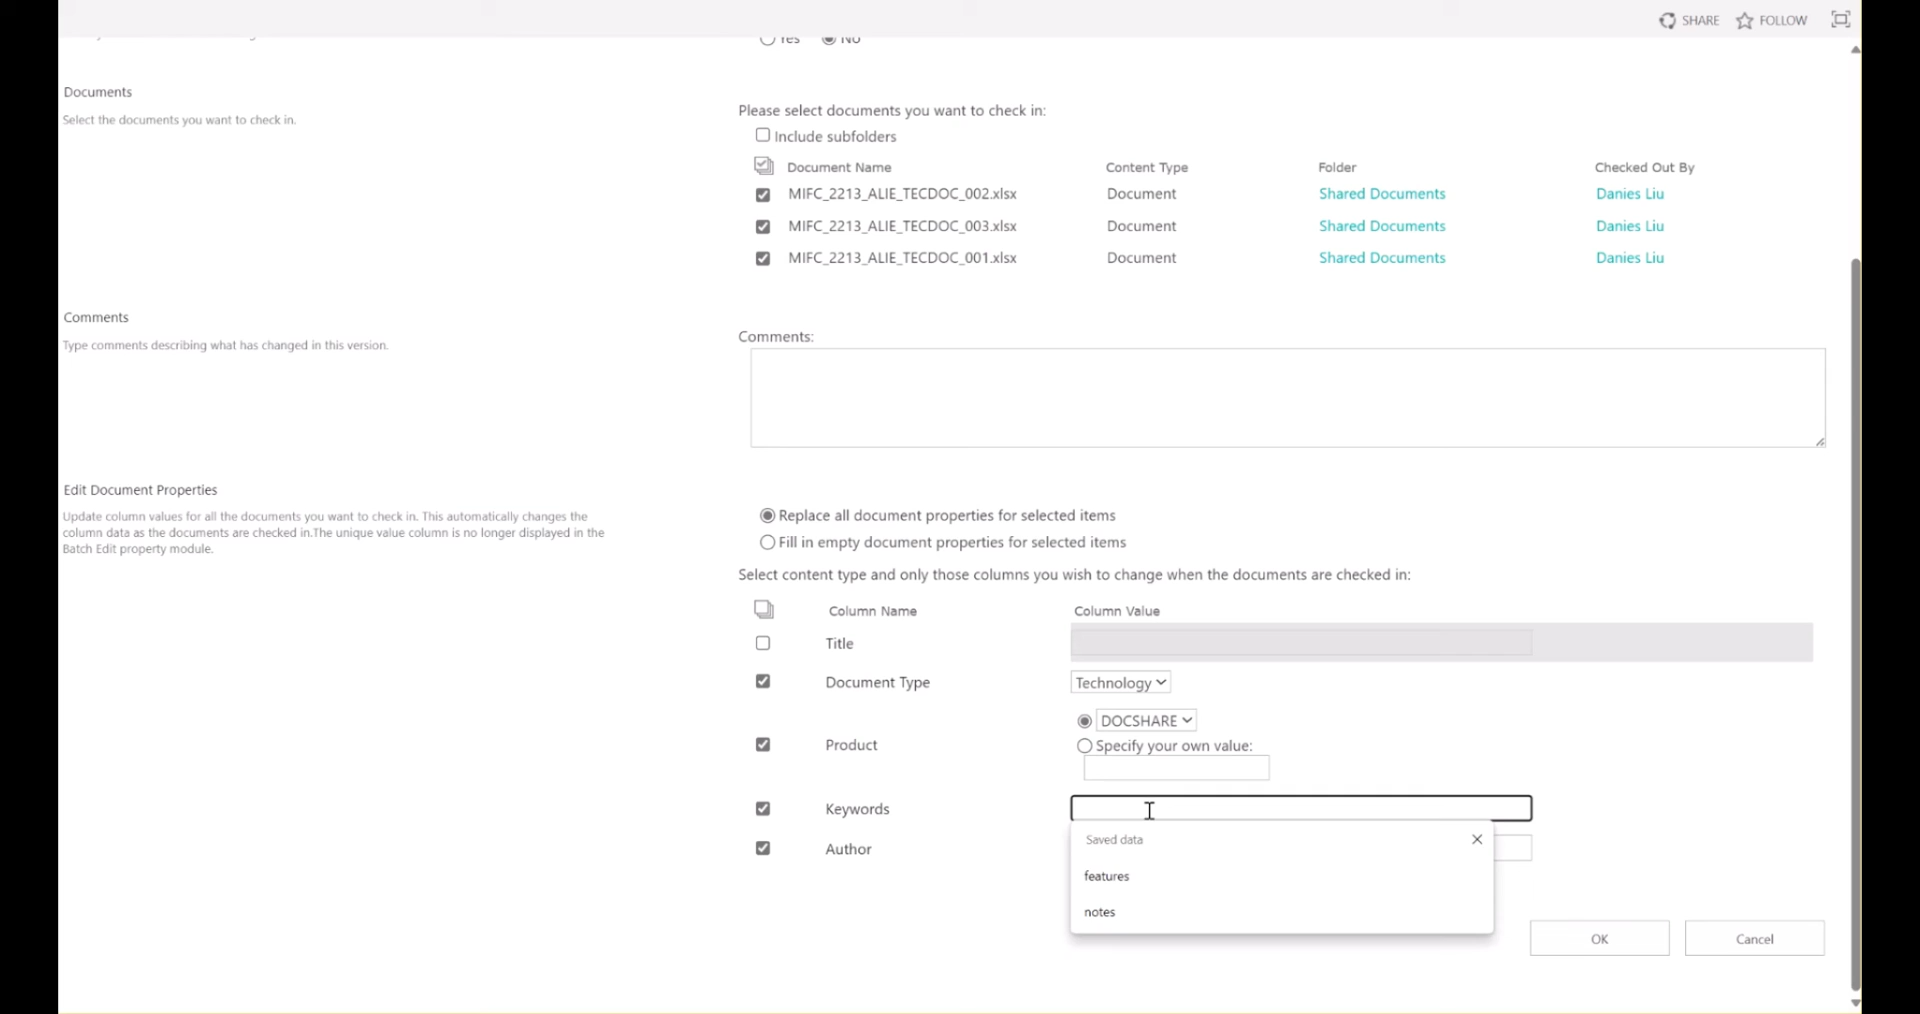 SHARE FOLLOW
Yes No
Documents
Select the documents you want to check in.
Please select documents you want to check in:
Include subfolders
Document Name Content Type Folder Checked Out By
MIFC_2213_ALIE_TECDOC_002.xlsx Document Shared Documents Danies Liu
MIFC_2213_ALIE_TECDOC_003.xlsx Document Shared Documents Danies Liu
MIFC_2213_ALIE_TECDOC_001.xlsx Document Shared Documents Danies Liu
Comments
Type comments describing what has changed in this version.
Comments:
Edit Document Properties
Update column values for all the documents you want to check in. This automatically changes the
column data as the documents are checked in.The unique value column is no longer displayed in the
Batch Edit property module.
Replace all document properties for selected items
Fill in empty document properties for selected items
Select content type and only those columns you wish to change when the documents are checked in:
Column Name Column Value
Title
Document Type Technology
DOCSHARE
Product
Specify your own value:
Keywords
Saved data
Author
features
notes
OK Cancel